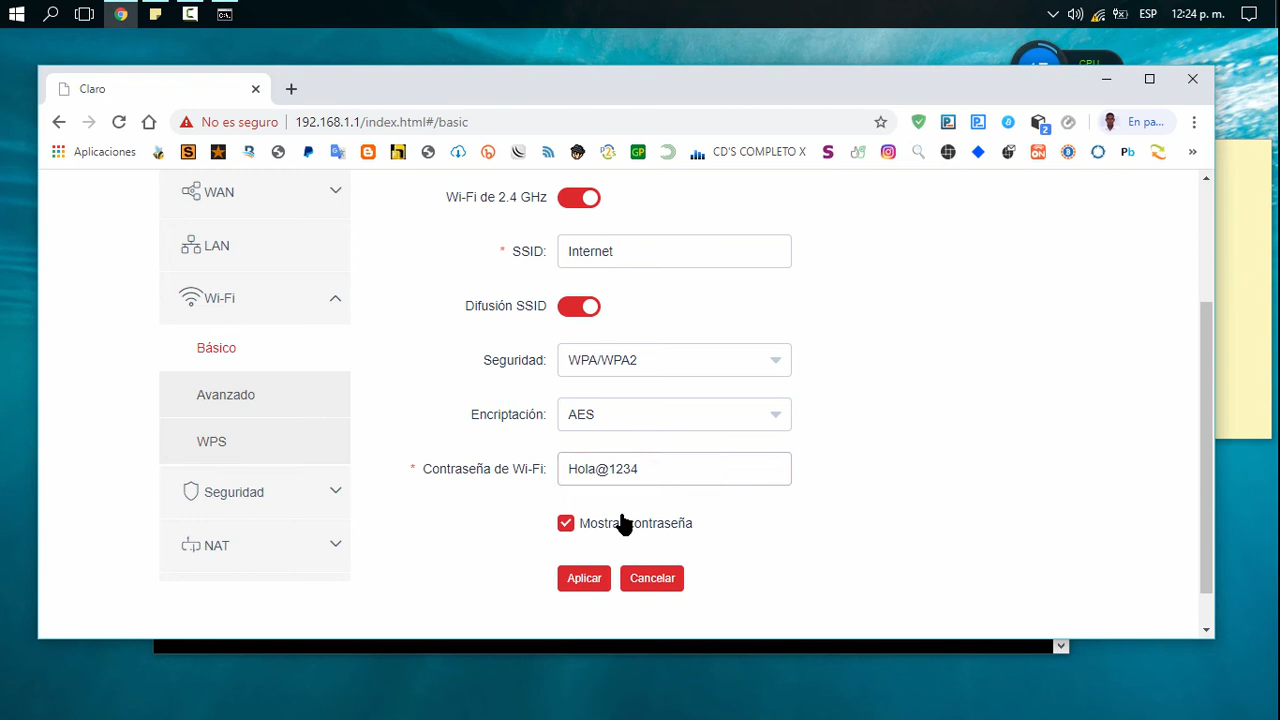 ESP 12:24 p. m.
CPU
Claro
No es seguro 192.168.1.1/index.html#/basic
En pa...
Aplicaciones
CD'S COMPLETO X
WAN
LAN
Wi-Fi
Básico
Avanzado
WPS
Seguridad
NAT
Wi-Fi de 2.4 GHz
* SSID: Internet
Difusión SSID
Seguridad: WPA/WPA2
Encriptación: AES
* Contraseña de Wi-Fi: Hola@1234
Mostrar contraseña
Aplicar Cancelar